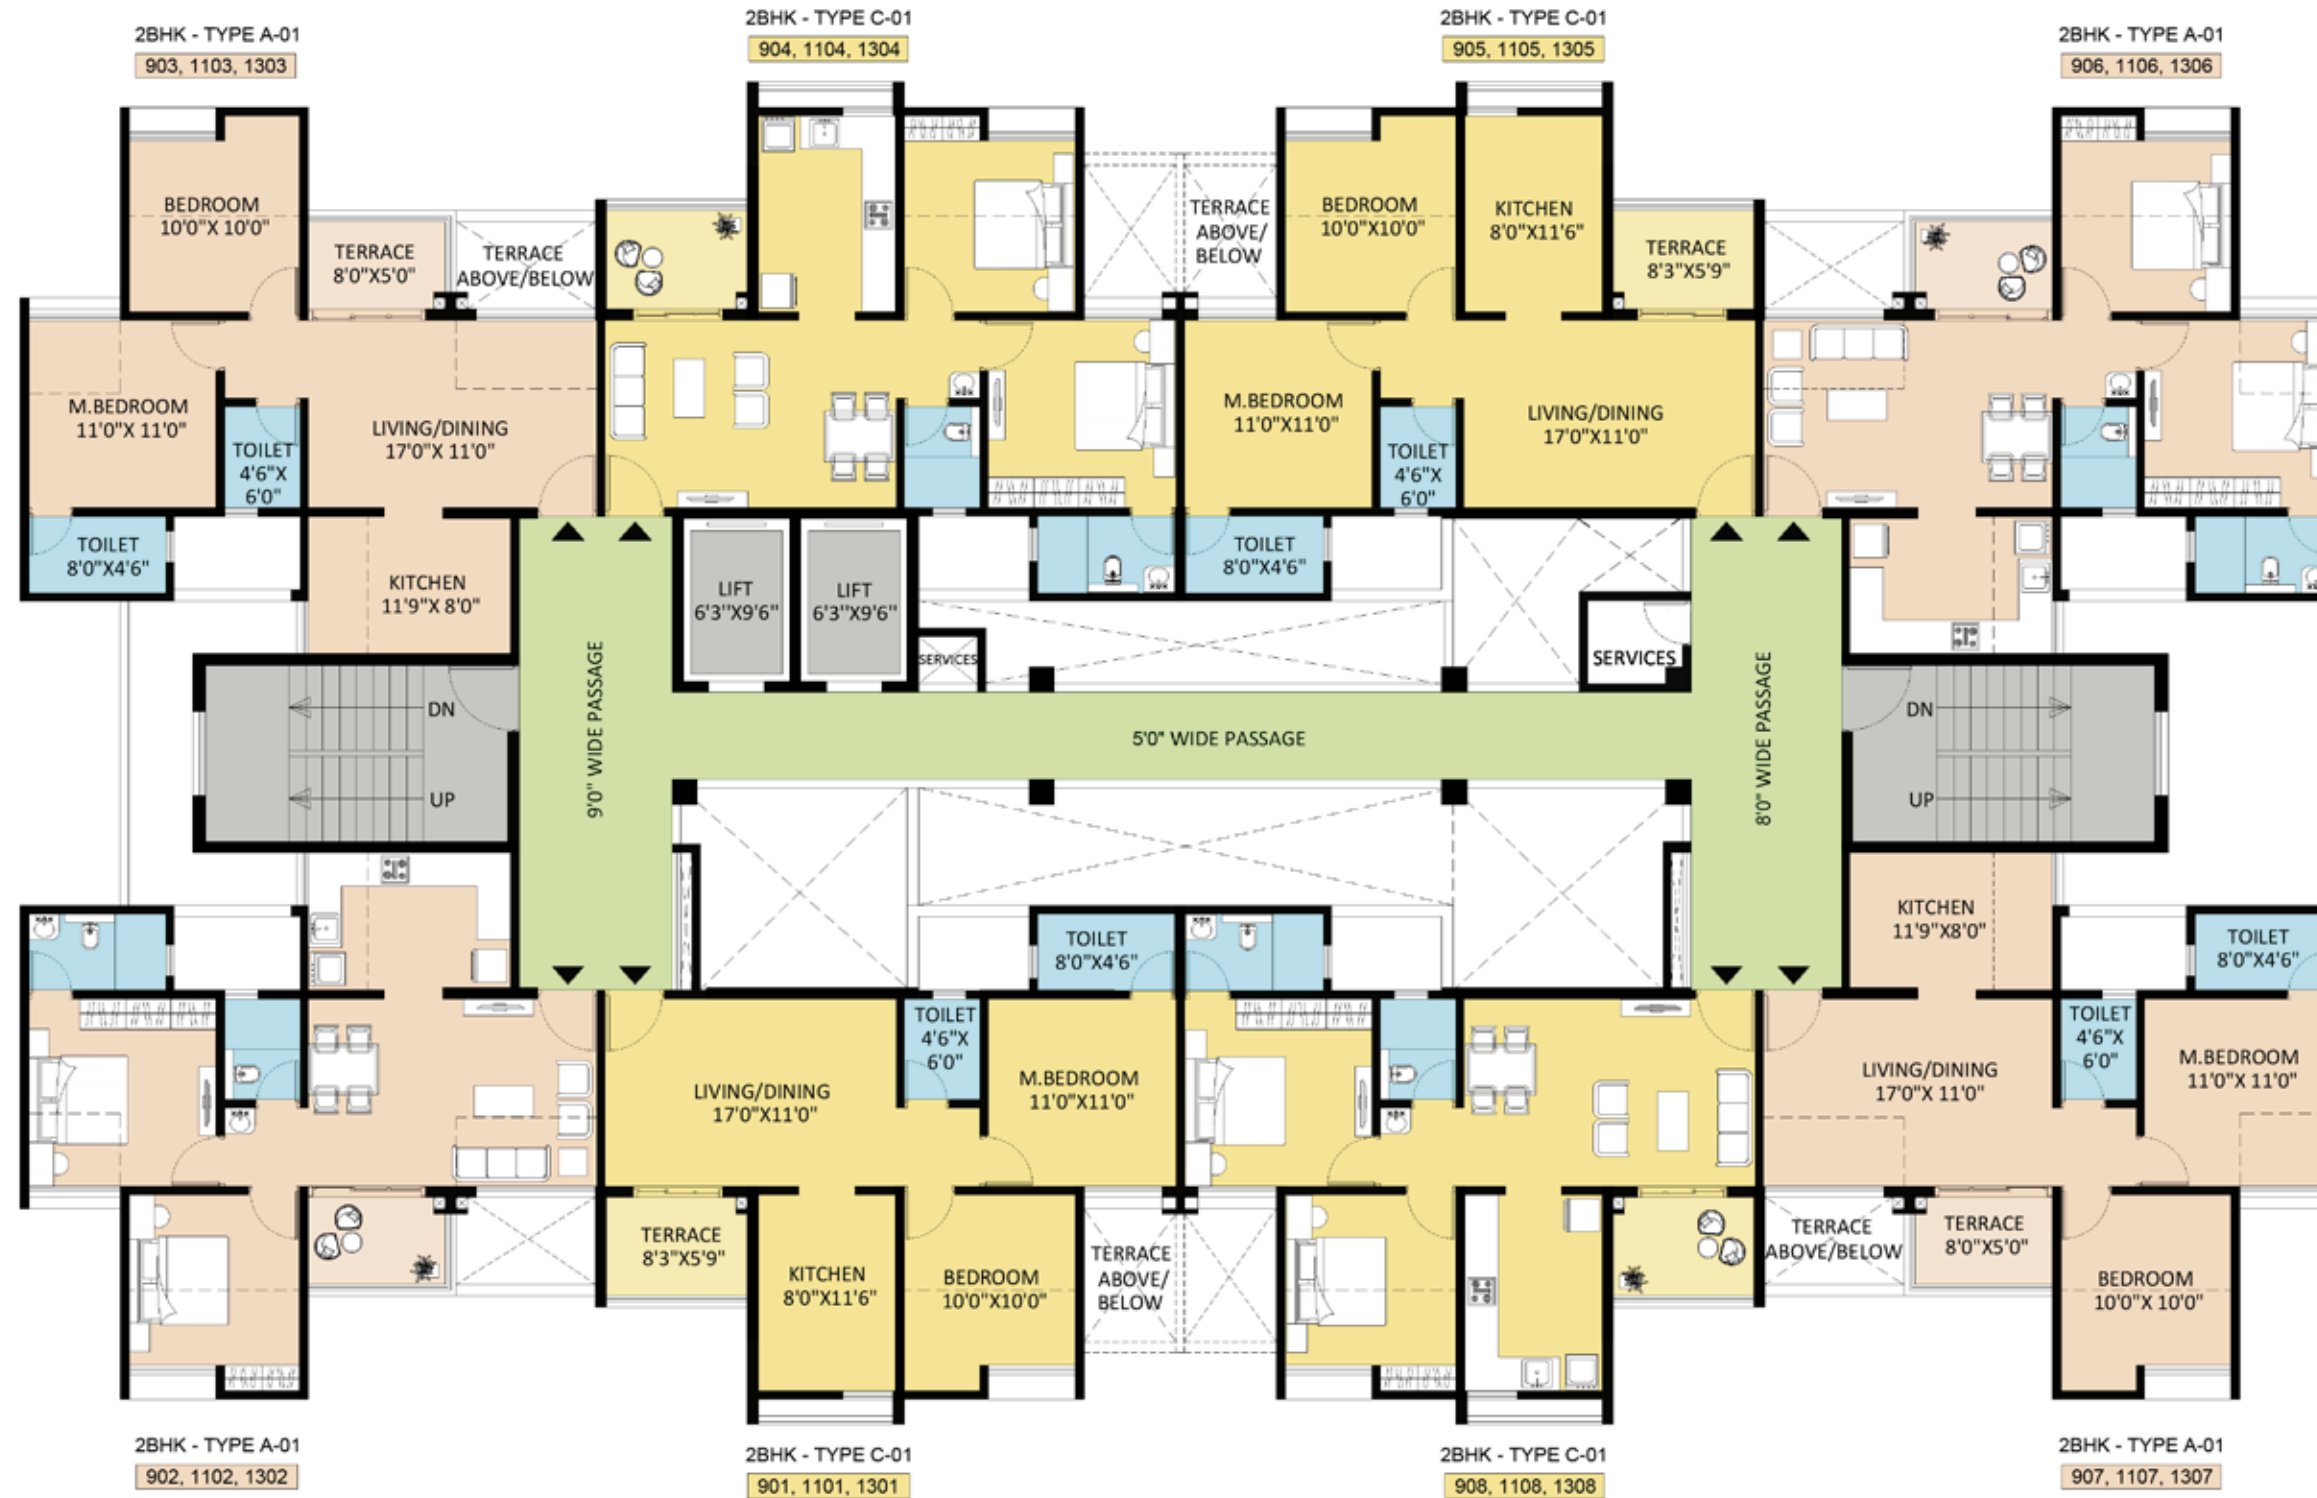 2BHK - TYPE A-01
903, 1103, 1303
2BHK - TYPE C-01
904, 1104, 1304
2BHK - TYPE C-01
905, 1105, 1305
2BHK - TYPE A-01
906, 1106, 1306
BEDROOM
10'0"X 10'0"
TERRACE
8'0"X5'0"
TERRACE
ABOVE/BELOW
TERRACE
ABOVE/
BELOW
BEDROOM
10'0"X10'0"
KITCHEN
8'0"X11'6"
TERRACE
8'3"X5'9"
M.BEDROOM
11'0"X 11'0"
TOILET
4'6"X
6'0"
LIVING/DINING
17'0"X 11'0"
M.BEDROOM
11'0"X11'0"
TOILET
4'6"X
6'0"
LIVING/DINING
17'0"X11'0"
TOILET
8'0"X4'6"
KITCHEN
11'9"X 8'0"
LIFT
6'3"X9'6"
LIFT
6'3"X9'6"
TOILET
8'0"X4'6"
SERVICES
SERVICES
DN
UP
9'0" WIDE PASSAGE
5'0" WIDE PASSAGE
8'0" WIDE PASSAGE
DN
UP
TOILET
8'0"X4'6"
KITCHEN
11'9"X8'0"
TOILET
8'0"X4'6"
LIVING/DINING
17'0"X11'0"
TOILET
4'6"X
6'0"
M.BEDROOM
11'0"X11'0"
LIVING/DINING
17'0"X 11'0"
TOILET
4'6"X
6'0"
M.BEDROOM
11'0"X 11'0"
TERRACE
8'3"X5'9"
KITCHEN
8'0"X11'6"
BEDROOM
10'0"X10'0"
TERRACE
ABOVE/
BELOW
TERRACE
ABOVE/BELOW
TERRACE
8'0"X5'0"
BEDROOM
10'0"X 10'0"
2BHK - TYPE A-01
902, 1102, 1302
2BHK - TYPE C-01
901, 1101, 1301
2BHK - TYPE C-01
908, 1108, 1308
2BHK - TYPE A-01
907, 1107, 1307